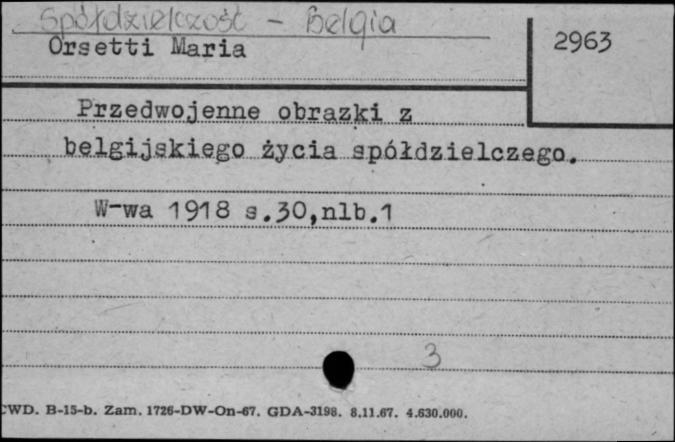 Spółdzielczość - Belgia
Orsetti Maria
2963
Przedwojenne obrazki z
belgijskiego życia spółdzielczego.
W-wa 1918 s.30,nlb.1
3
CWD. B-15-b. Zam. 1726-DW-On-67. GDA-3198. 8.11.67. 4.630.000.